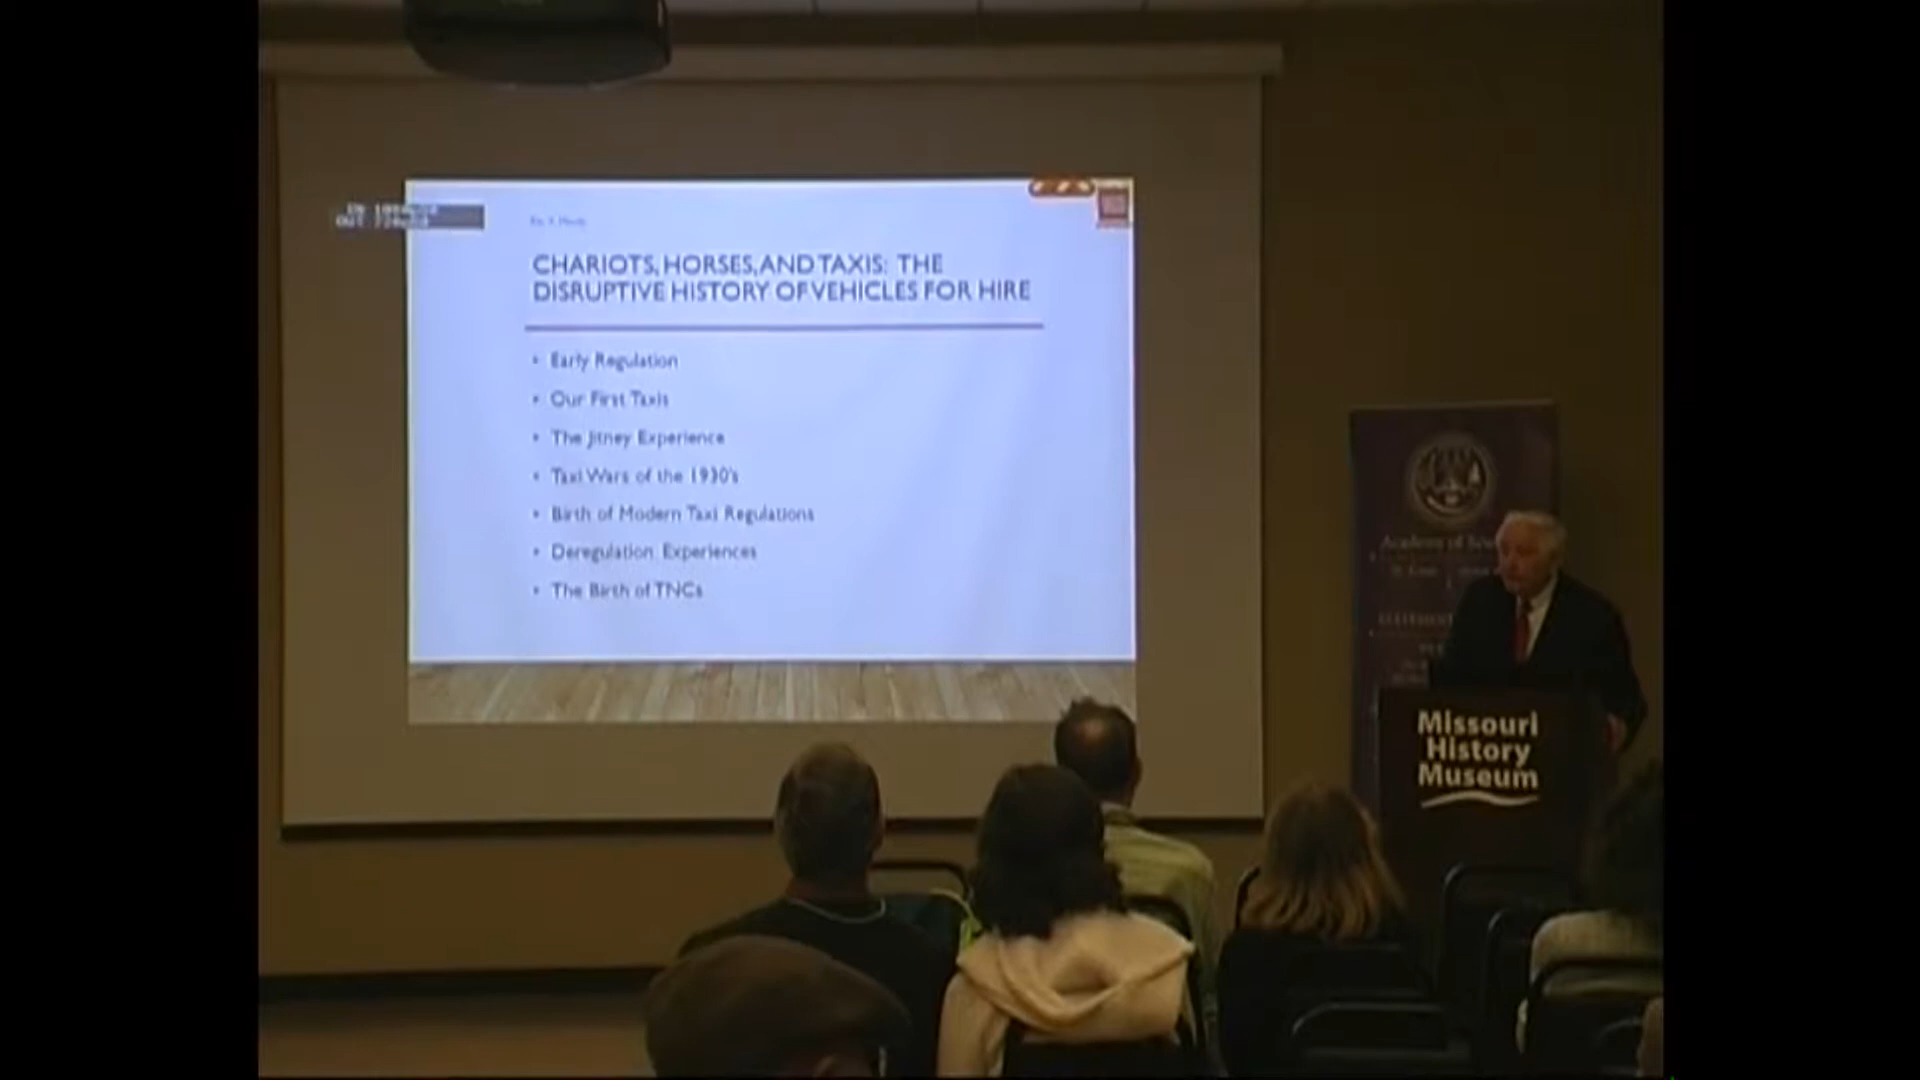 CHARIOTS, HORSES, AND TAXIS: THE
DISRUPTIVE HISTORY OF VEHICLES FOR HIRE
• Early Regulation
• Our First Taxis
• The Jitney Experience
• Taxi Wars of the 1930's
• Birth of Modern Taxi Regulations
• Deregulation Experiences
• The Birth of TNCs
Academy of
Missouri
History
Museum